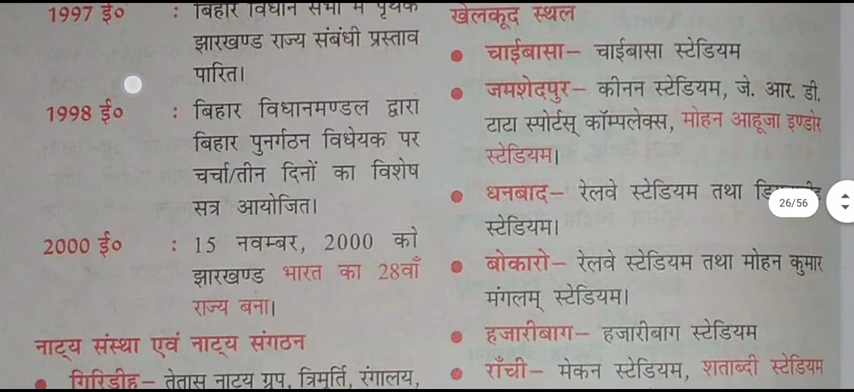 1997 ई० : बिहार विधान सभा में पृथक
झारखण्ड राज्य संबंधी प्रस्ताव
पारित।
1998 ई० : बिहार विधानमण्डल द्वारा
बिहार पुनर्गठन विधेयक पर
चर्चा/तीन दिनों का विशेष
सत्र आयोजित।
2000 ई० : 15 नवम्बर, 2000 को
झारखण्ड भारत का 28वाँ
राज्य बना।
नाट्य संस्था एवं नाट्य संगठन
गिरिडीह– तेतास नाट्य ग्रुप, त्रिमूर्ति, रंगालय,
खेलकूद स्थल
चाईबासा– चाईबासा स्टेडियम
जमशेदपुर– कीनन स्टेडियम, जे. आर. डी.
टाटा स्पोर्टस् कॉम्पलेक्स, मोहन आहूजा इण्डोर
स्टेडियम।
धनबाद– रेलवे स्टेडियम तथा
स्टेडियम।
बोकारो– रेलवे स्टेडियम तथा मोहन कुमार
मंगलम् स्टेडियम।
हजारीबाग– हजारीबाग स्टेडियम
राँची– मेकन स्टेडियम, शताब्दी स्टेडियम
26/56